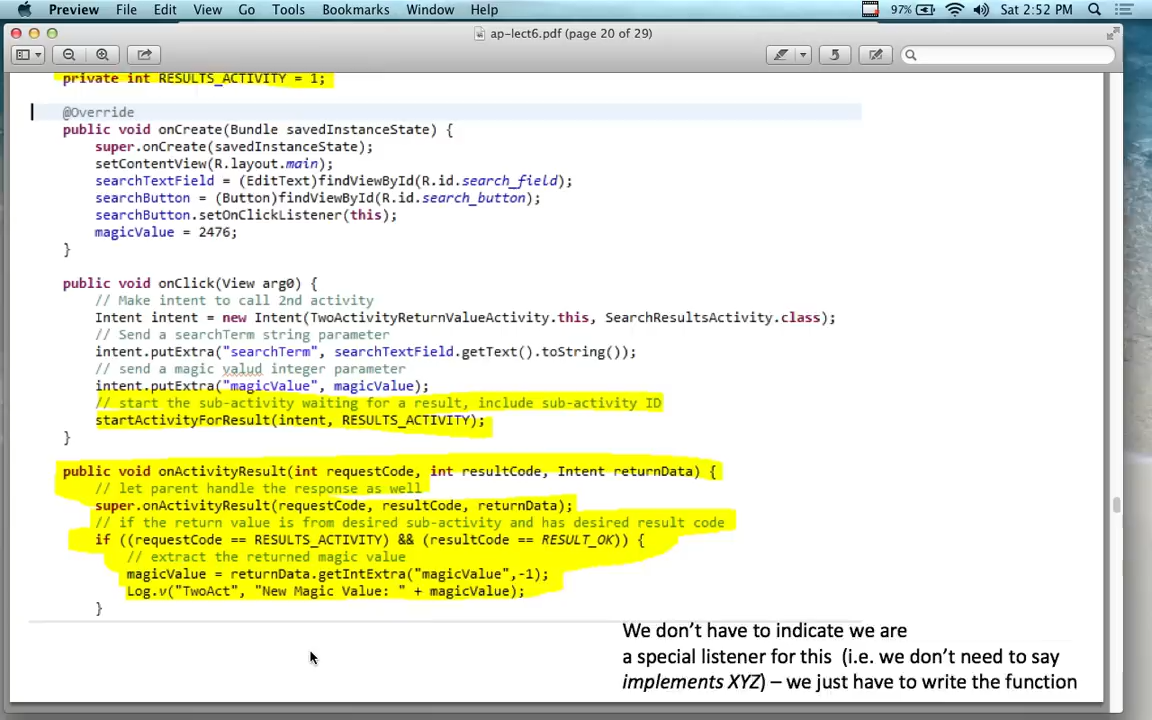 Preview File Edit View Go Tools Bookmarks Window Help 97% Sat 2:52 PM
ap-lect6.pdf (page 20 of 29)
private int RESULTS_ACTIVITY = 1;
@Override
public void onCreate(Bundle savedInstanceState) {
super.onCreate(savedInstanceState);
setContentView(R.layout.main);
searchTextField = (EditText)findViewById(R.id.search_field);
searchButton = (Button)findViewById(R.id.search_button);
searchButton.setOnClickListener(this);
magicValue = 2476;
}
public void onClick(View arg0) {
// Make intent to call 2nd activity
Intent intent = new Intent(TwoActivityReturnValueActivity.this, SearchResultsActivity.class);
// Send a searchTerm string parameter
intent.putExtra("searchTerm", searchTextField.getText().toString());
// send a magic valud integer parameter
intent.putExtra("magicValue", magicValue);
// start the sub-activity waiting for a result, include sub-activity ID
startActivityForResult(intent, RESULTS_ACTIVITY);
}
public void onActivityResult(int requestCode, int resultCode, Intent returnData) {
// let parent handle the response as well
super.onActivityResult(requestCode, resultCode, returnData);
// if the return value is from desired sub-activity and has desired result code
if ((requestCode == RESULTS_ACTIVITY) && (resultCode == RESULT_OK)) {
// extract the returned magic value
magicValue = returnData.getIntExtra("magicValue",-1);
Log.v("TwoAct", "New Magic Value: " + magicValue);
}
We don't have to indicate we are
a special listener for this (i.e. we don't need to say
implements XYZ) – we just have to write the function